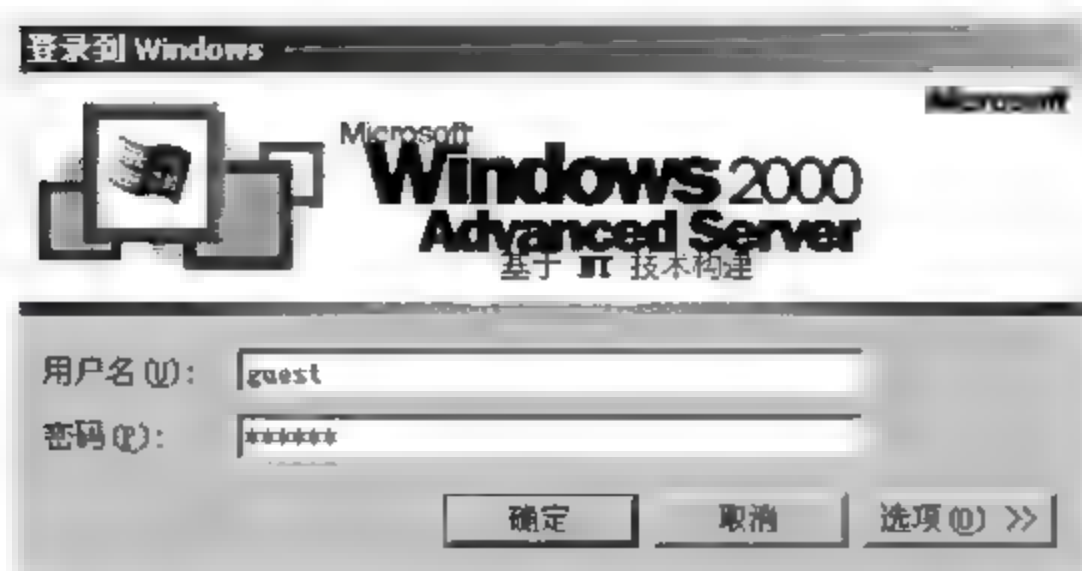 登录到 Windows
Microsoft
Microsoft
Windows 2000
Advanced Server
基于 NT 技术构建
用户名(U):
guest
密码(P):
******
确定
取消
选项(O) >>